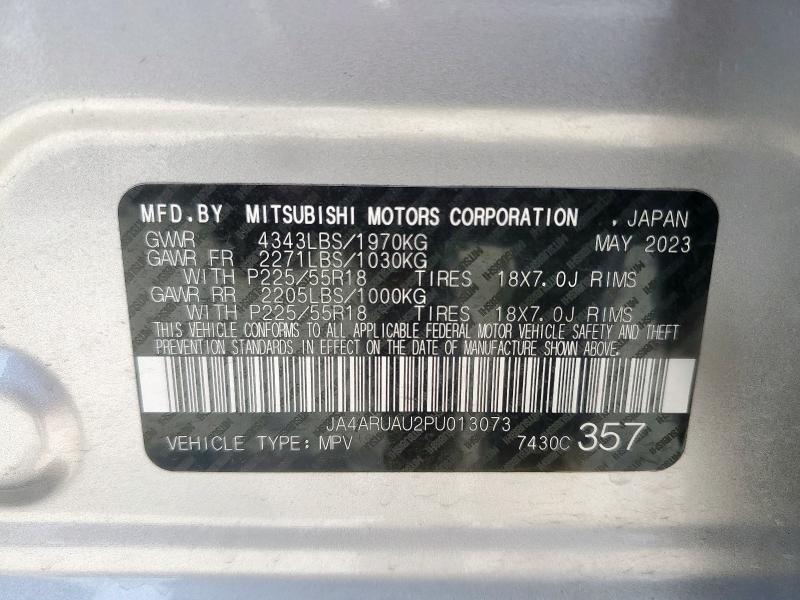 MFD.BY MITSUBISHI MOTORS CORPORATION , JAPAN
GVWR 4343LBS/1970KG MAY 2023
GAWR FR 2271LBS/1030KG
WITH P225/55R18 TIRES 18X7.0J RIMS
GAWR RR 2205LBS/1000KG
WITH P225/55R18 TIRES 18X7.0J RIMS
THIS VEHICLE CONFORMS TO ALL APPLICABLE FEDERAL MOTOR VEHICLE SAFETY AND THEFT
PREVENTION STANDARDS IN EFFECT ON THE DATE OF MANUFACTURE SHOWN ABOVE.
JA4ARUAU2PU013073
VEHICLE TYPE: MPV 7430C 357